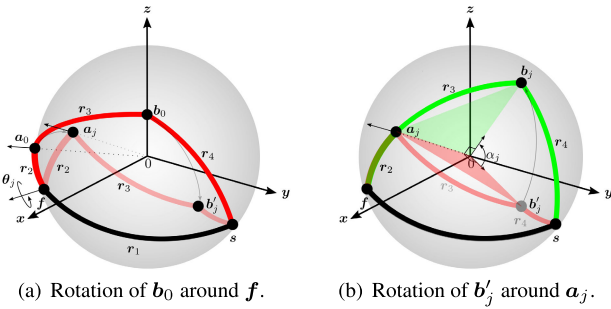 z
z
b₀
r₃
a₀
aⱼ
r₄
r₂
r₂
θⱼ
f
x
0
r₃
b′ⱼ
y
s
r₁
bⱼ
r₃
aⱼ
r₄
αⱼ
0
r₂
r₃
f
x
b′ⱼ
r₄
y
s
(a) Rotation of b₀ around f.
(b) Rotation of b′ⱼ around aⱼ.